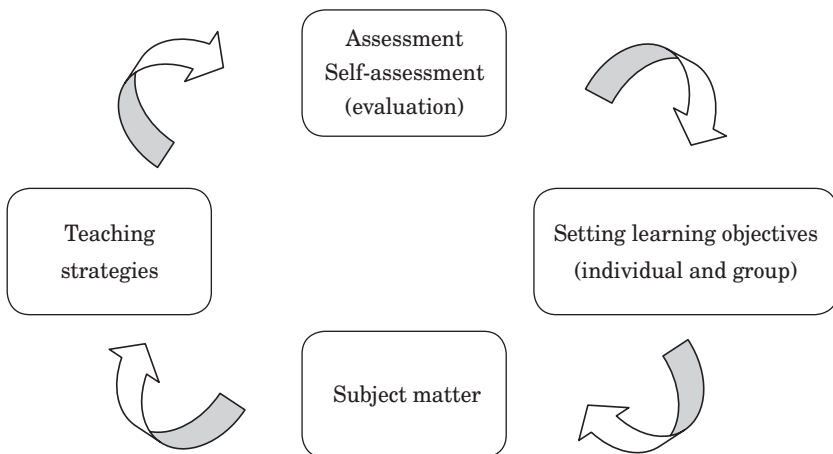 Assessment
Self-assessment
(evaluation)
Teaching
strategies
Setting learning objectives
(individual and group)
Subject matter